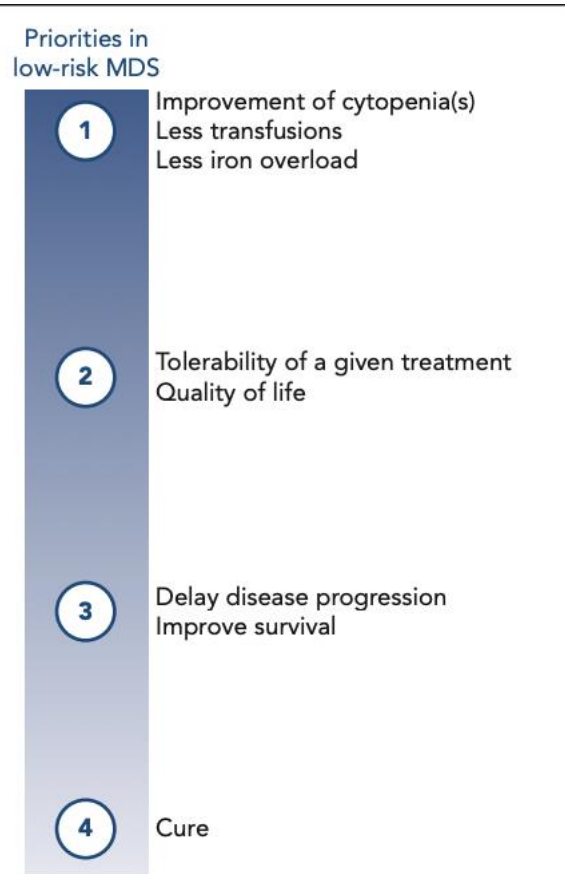 Priorities in
low-risk MDS
1
Improvement of cytopenia(s)
Less transfusions
Less iron overload
2
Tolerability of a given treatment
Quality of life
3
Delay disease progression
Improve survival
4
Cure